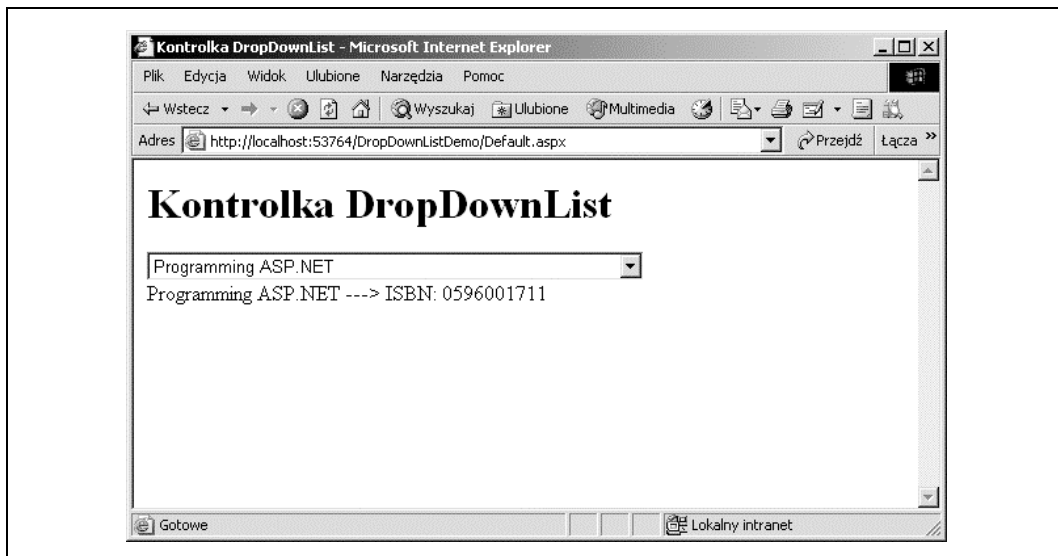 Kontrolka DropDownList - Microsoft Internet Explorer
Plik Edycja Widok Ulubione Narzędzia Pomoc
Wstecz Wyszukaj Ulubione Multimedia
Adres http://localhost:53764/DropDownListDemo/Default.aspx Przejdź Łącza »
Kontrolka DropDownList
Programming ASP.NET
Programming ASP.NET ---> ISBN: 0596001711
Gotowe Lokalny intranet